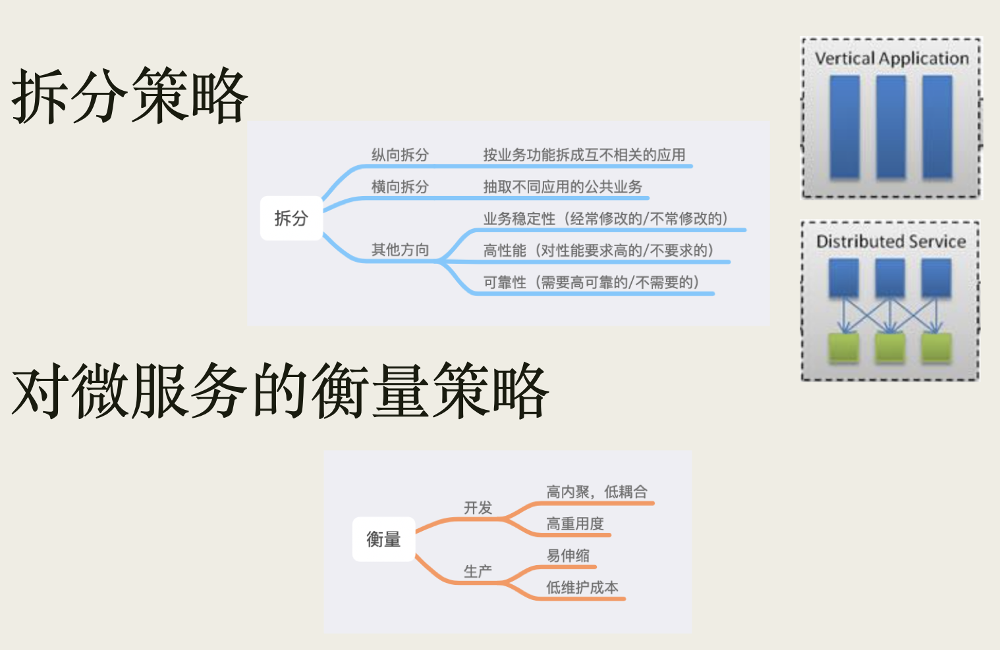 拆分策略
拆分
纵向拆分
按业务功能拆成互不相关的应用
横向拆分
抽取不同应用的公共业务
其他方向
业务稳定性（经常修改的/不常修改的）
高性能（对性能要求高的/不要求的）
可靠性（需要高可靠的/不需要的）
Vertical Application
Distributed Service
对微服务的衡量策略
衡量
开发
高内聚，低耦合
高重用度
生产
易伸缩
低维护成本